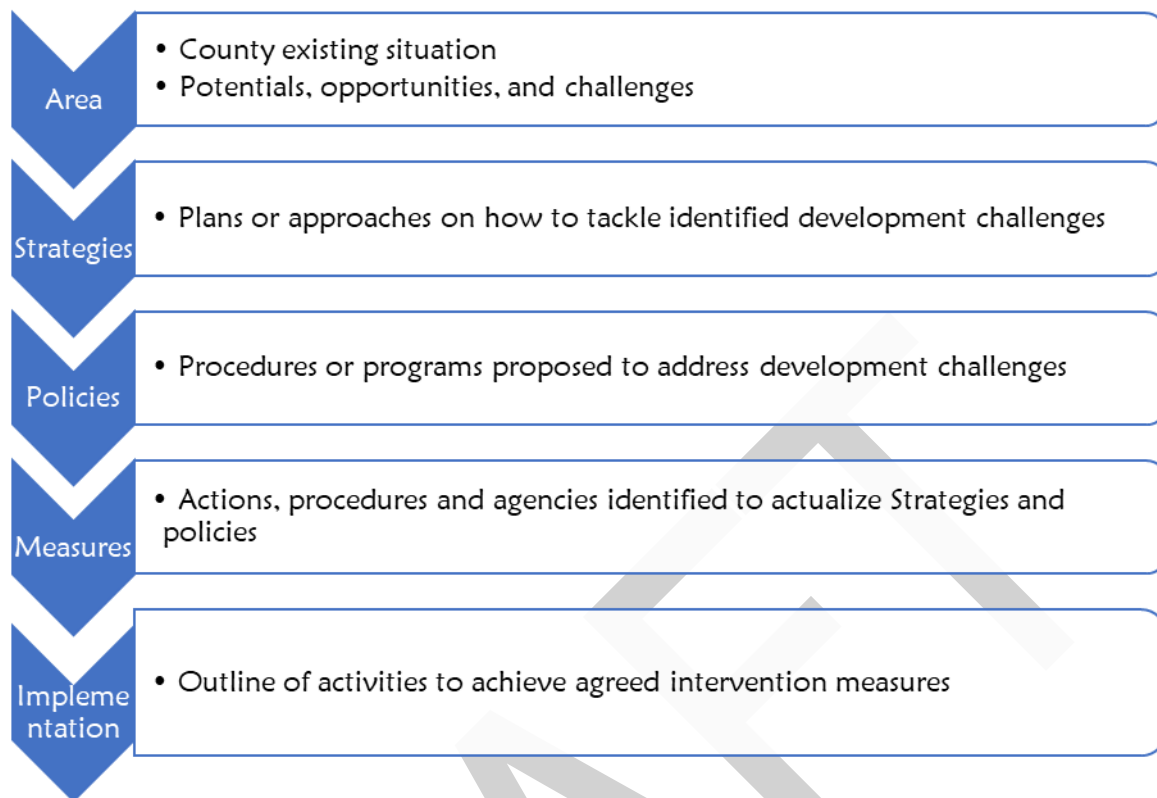 Area
• County existing situation
• Potentials, opportunities, and challenges
Strategies
• Plans or approaches on how to tackle identified development challenges
Policies
• Procedures or programs proposed to address development challenges
Measures
• Actions, procedures and agencies identified to actualize Strategies and
policies
Impleme
ntation
• Outline of activities to achieve agreed intervention measures
AFT